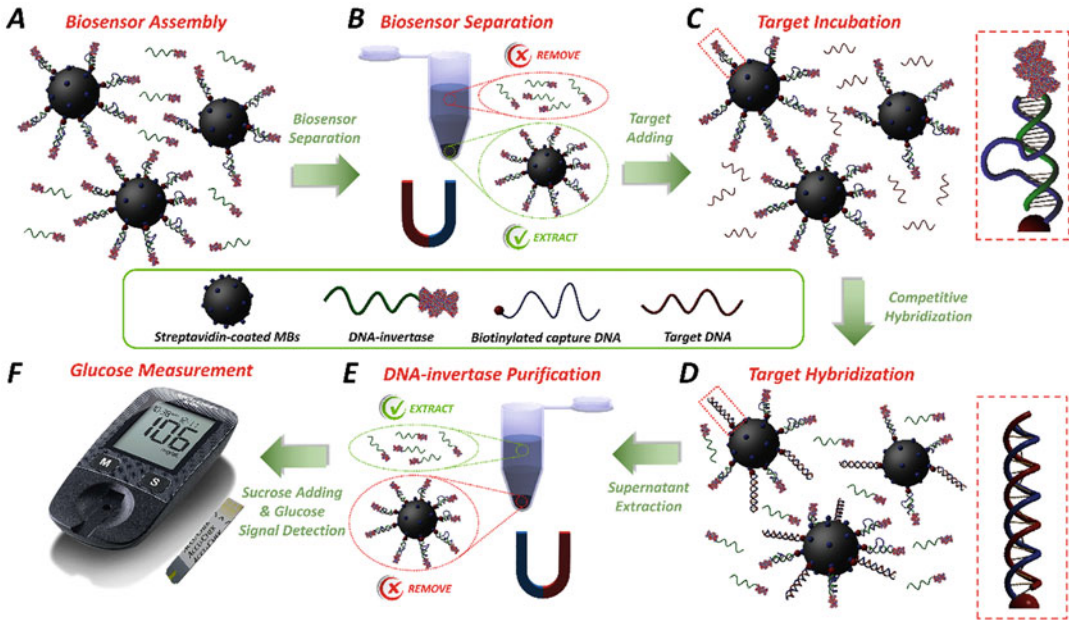 A Biosensor Assembly
B Biosensor Separation
C Target Incubation
REMOVE
Biosensor
Separation
Target
Adding
EXTRACT
Streptavidin-coated MBs
DNA-invertase
Biotinylated capture DNA
Target DNA
Competitive
Hybridization
F Glucose Measurement
E DNA-invertase Purification
D Target Hybridization
EXTRACT
106
M
S
Sucrose Adding
& Glucose
Signal Detection
Supernatant
Extraction
REMOVE